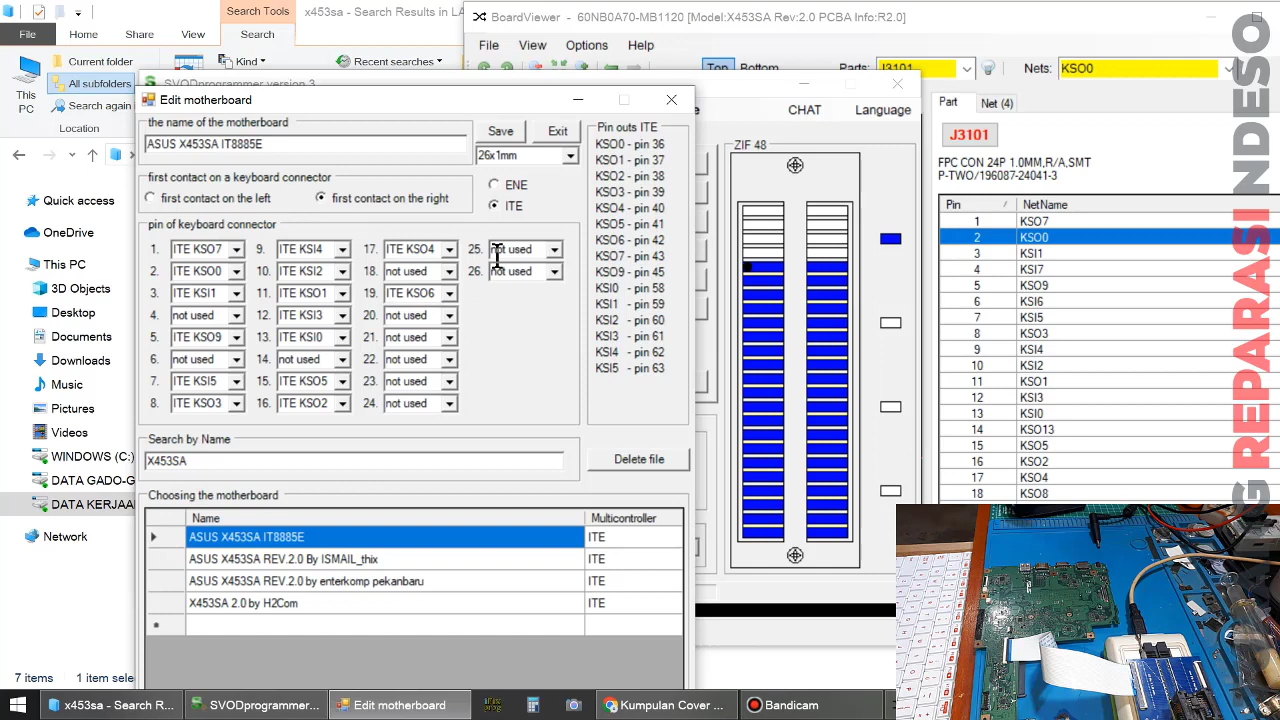 Search Tools
x453sa - Search Results in LA
File
Home
Share
View
Search
This PC
Current folder
All subfolders
Search again
Kind
Recent searches
Location
Quick access
OneDrive
This PC
3D Objects
Desktop
Documents
Downloads
Music
Pictures
Videos
WINDOWS (C:)
DATA GADO-G
DATA KERJAA
Network
7 items
1 item sele
BoardViewer - 60NB0A70-MB1120 [Model:X453SA Rev:2.0 PCBA Info:R2.0]
File View Options Help
Top Bottom
Parts: J3101
Nets: KSO0
SVODprogrammer version 3
CHAT
Language
ZIF 48
Edit motherboard
the name of the motherboard
ASUS X453SA IT8885E
Save
Exit
26x1mm
first contact on a keyboard connector
first contact on the left
first contact on the right
ENE
ITE
pin of keyboard connector
1. ITE KSO7 9. ITE KSI4 17. ITE KSO4 25. not used
2. ITE KSO0 10. ITE KSI2 18. not used 26. not used
3. ITE KSI1 11. ITE KSO1 19. ITE KSO6
4. not used 12. ITE KSI3 20. not used
5. ITE KSO9 13. ITE KSI0 21. not used
6. not used 14. not used 22. not used
7. ITE KSI5 15. ITE KSO5 23. not used
8. ITE KSO3 16. ITE KSO2 24. not used
Pin outs ITE
KSO0 - pin 36
KSO1 - pin 37
KSO2 - pin 38
KSO3 - pin 39
KSO4 - pin 40
KSO5 - pin 41
KSO6 - pin 42
KSO7 - pin 43
KSO9 - pin 45
KSI0 - pin 58
KSI1 - pin 59
KSI2 - pin 60
KSI3 - pin 61
KSI4 - pin 62
KSI5 - pin 63
Search by Name
X453SA
Delete file
Choosing the motherboard
Name Multicontroller
ASUS X453SA IT8885E ITE
ASUS X453SA REV.2.0 By ISMAIL_thix ITE
ASUS X453SA REV.2.0 by enterkomp pekanbaru ITE
X453SA 2.0 by H2Com ITE
Part
Net (4)
J3101
FPC CON 24P 1.0MM,R/A,SMT
P-TWO/196087-24041-3
Pin NetName
1 KSO7
2 KSO0
3 KSI1
4 KSI7
5 KSO9
6 KSI6
7 KSI5
8 KSO3
9 KSI4
10 KSI2
11 KSO1
12 KSI3
13 KSI0
14 KSO13
15 KSO5
16 KSO2
17 KSO4
18 KSO8
G REPARASI INDESO
x453sa - Search R...
SVODprogrammer...
Edit motherboard
Kumpulan Cover ...
Bandicam